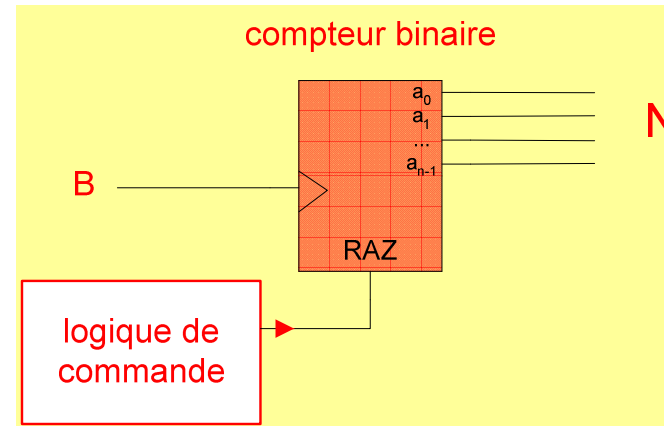 compteur binaire
a0
a1
...
an-1
N
B
RAZ
logique de
commande